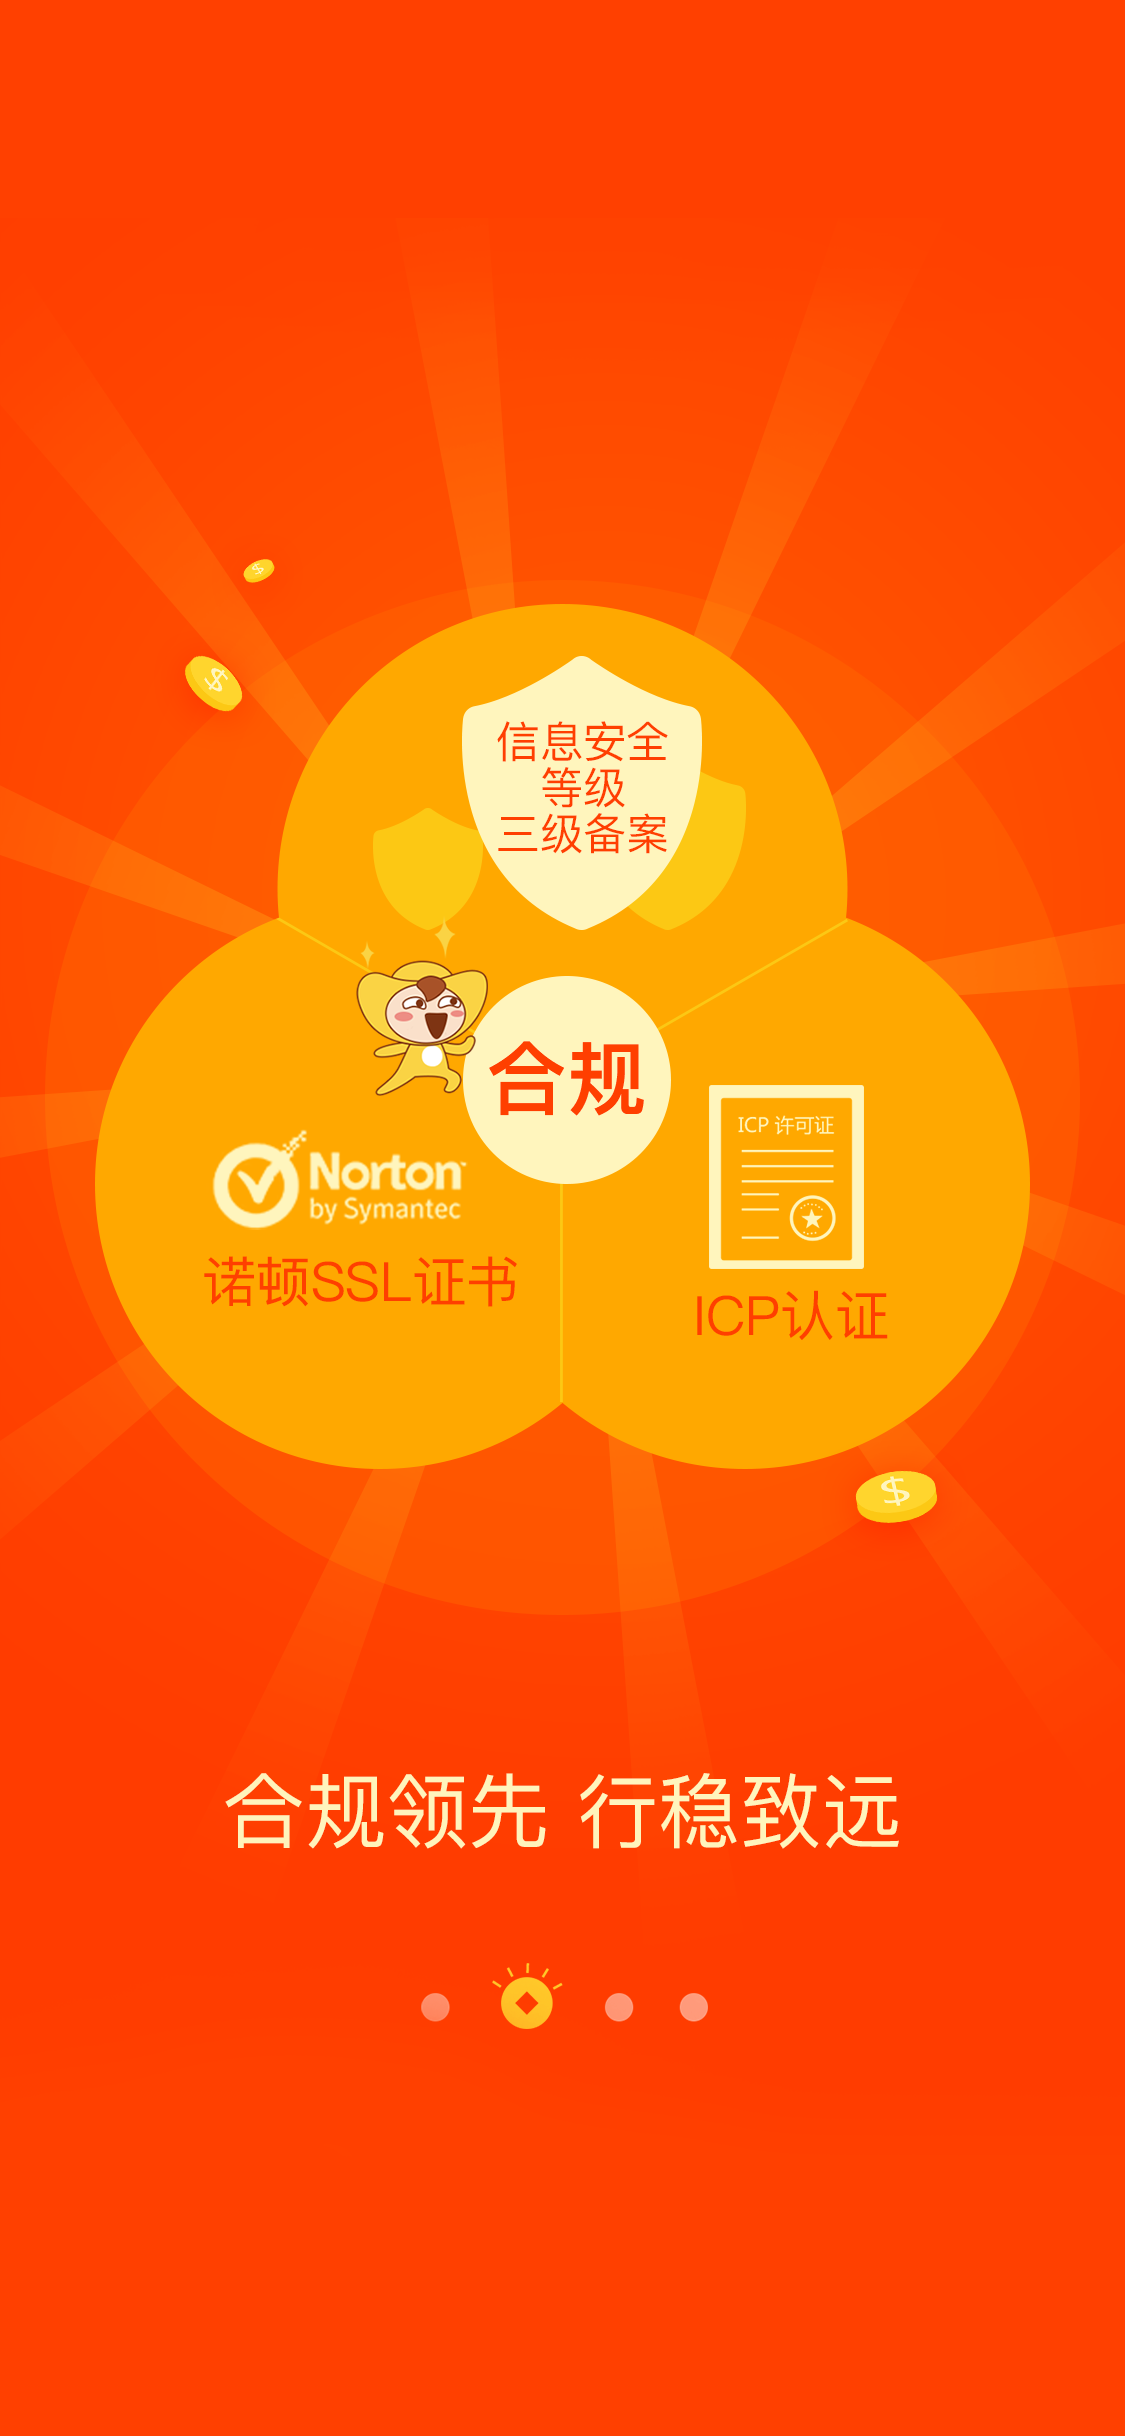 信息安全
等级
三级备案
合规
Norton
by Symantec
诺顿SSL证书
ICP 许可证
ICP认证
合规领先 行稳致远